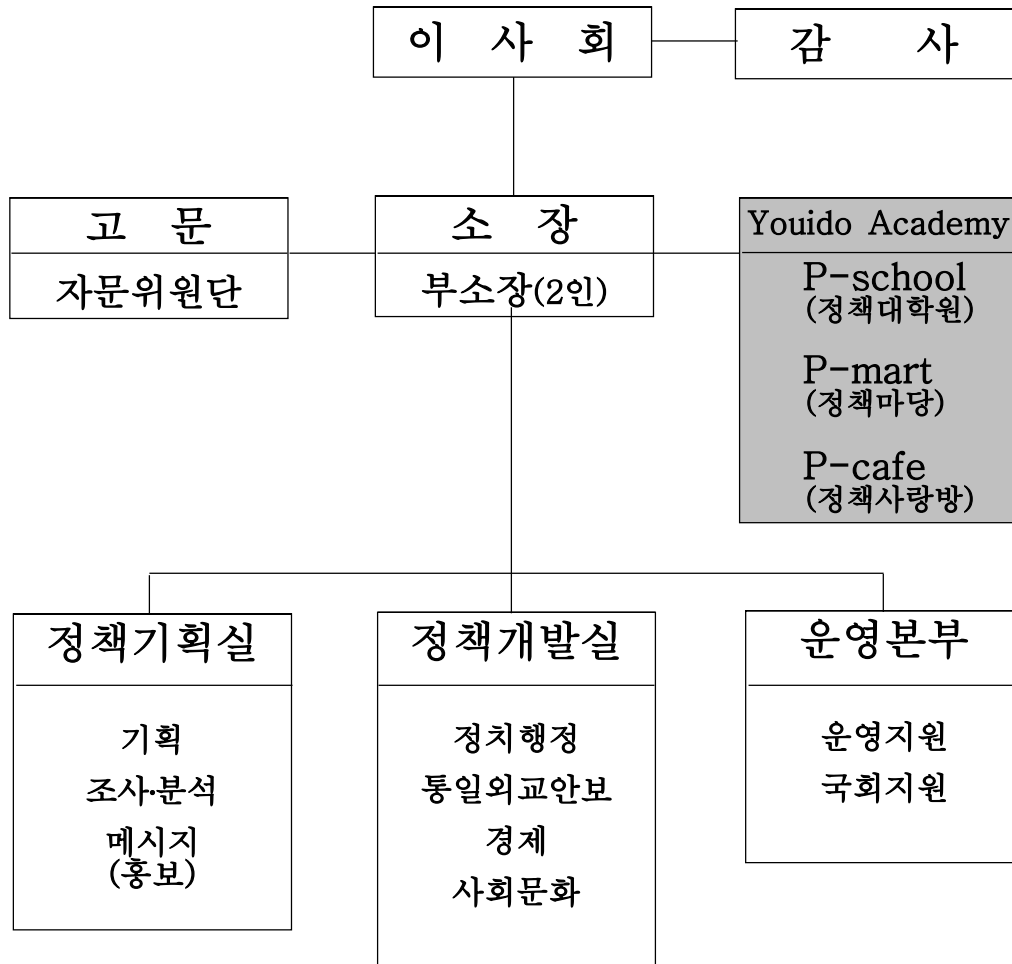 이 사 회
감 사
고 문
자문위원단
소 장
부소장(2인)
Youido Academy
P-school
(정책대학원)
P-mart
(정책마당)
P-cafe
(정책사랑방)
정책기획실
기획
조사·분석
메시지
(홍보)
정책개발실
정치행정
통일외교안보
경제
사회문화
운영본부
운영지원
국회지원